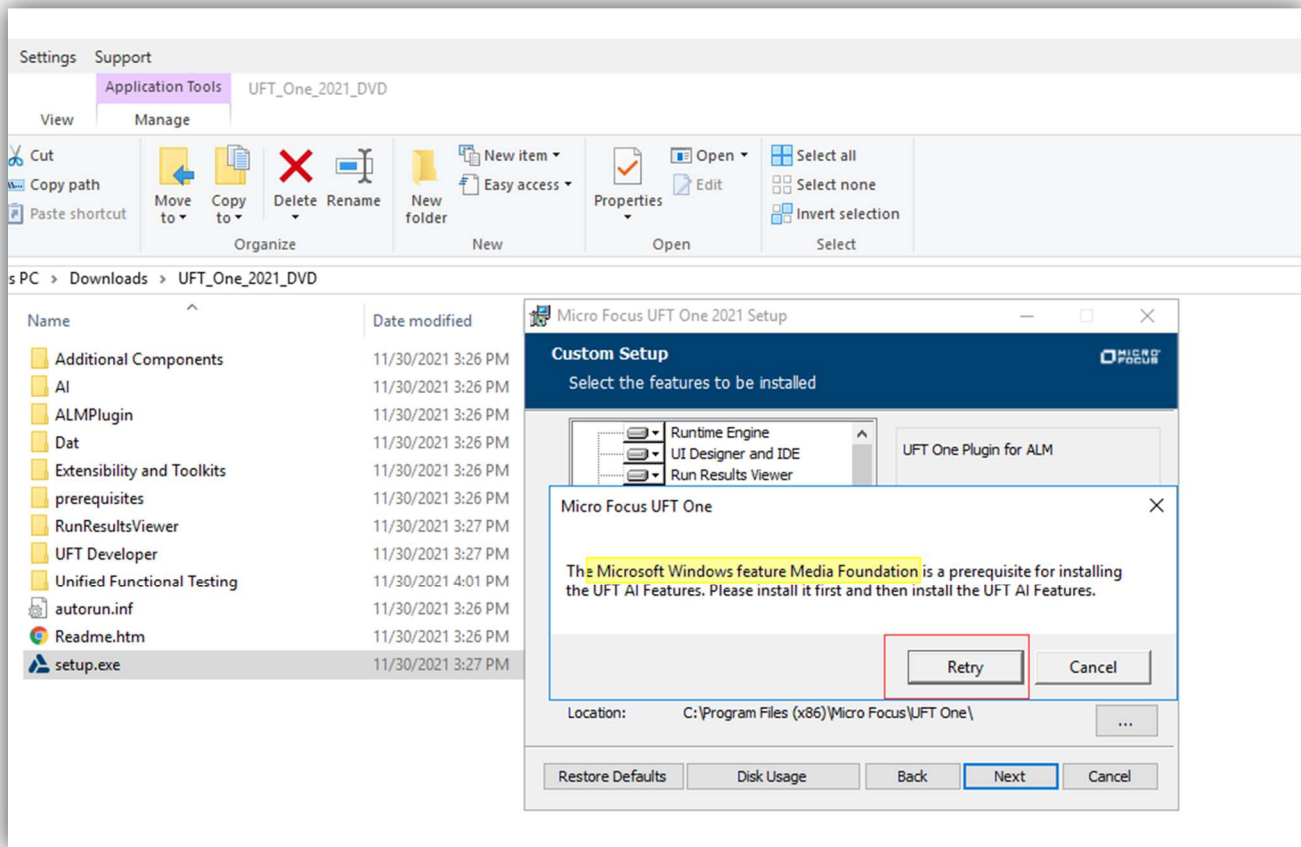 Settings Support
Application Tools UFT_One_2021_DVD
View Manage
Cut
Copy path
Paste shortcut
Move to
Copy to
Delete
Rename
New folder
New item
Easy access
Properties
Open
Edit
Select all
Select none
Invert selection
Organize New Open Select
s PC > Downloads > UFT_One_2021_DVD
Name Date modified
Additional Components 11/30/2021 3:26 PM
AI 11/30/2021 3:26 PM
ALMPlugin 11/30/2021 3:26 PM
Dat 11/30/2021 3:26 PM
Extensibility and Toolkits 11/30/2021 3:26 PM
prerequisites 11/30/2021 3:26 PM
RunResultsViewer 11/30/2021 3:27 PM
UFT Developer 11/30/2021 3:27 PM
Unified Functional Testing 11/30/2021 4:01 PM
autorun.inf 11/30/2021 3:26 PM
Readme.htm 11/30/2021 3:26 PM
setup.exe 11/30/2021 3:27 PM
Micro Focus UFT One 2021 Setup
Custom Setup
MICRO FOCUS
Select the features to be installed
Runtime Engine
UI Designer and IDE
Run Results Viewer
UFT One Plugin for ALM
Micro Focus UFT One
The Microsoft Windows feature Media Foundation is a prerequisite for installing
the UFT AI Features. Please install it first and then install the UFT AI Features.
Retry Cancel
Location: C:\Program Files (x86)\Micro Focus\UFT One\
...
Restore Defaults Disk Usage Back Next Cancel